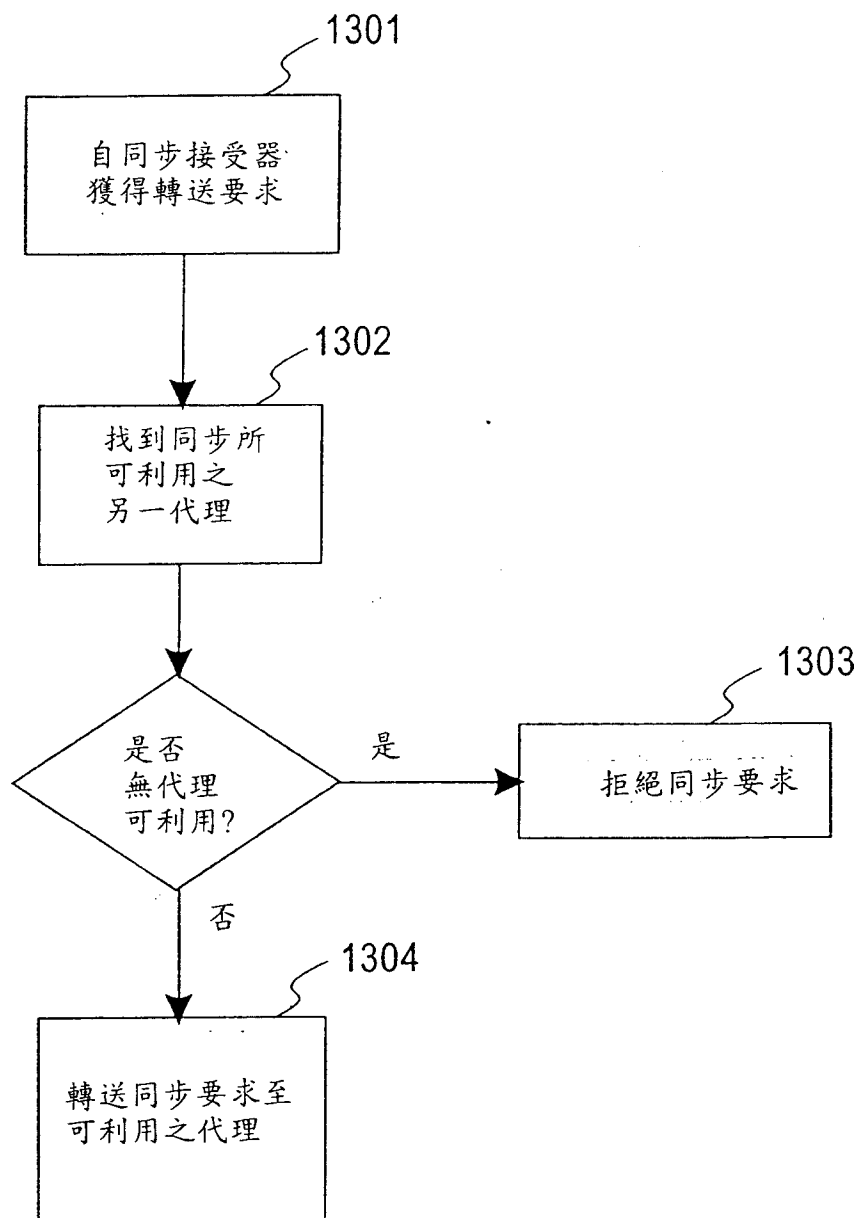 1301
自同步接受器
獲得轉送要求
1302
找到同步所
可利用之
另一代理
1303
是否
無代理
可利用?
是
拒絕同步要求
否
1304
轉送同步要求至
可利用之代理